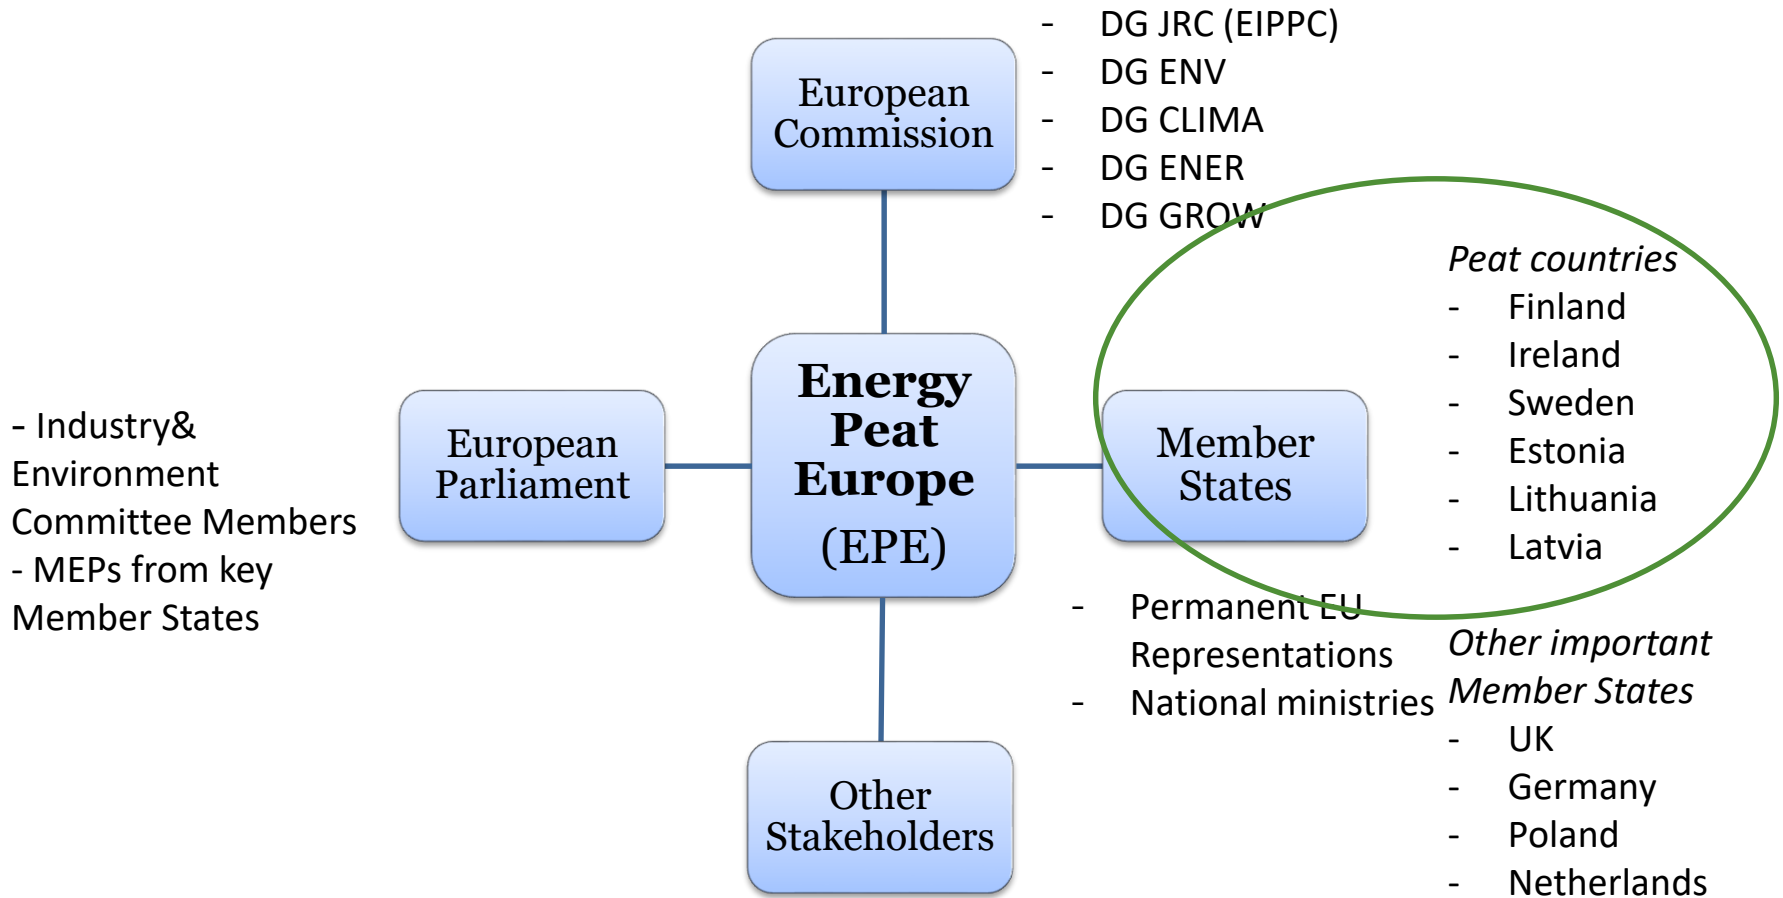 - DG JRC (EIPPC)
- DG ENV
- DG CLIMA
- DG ENER
- DG GROW
European
Commission
Peat countries
- Finland
- Ireland
- Sweden
- Estonia
- Lithuania
- Latvia
- Industry&
Environment
Committee Members
- MEPs from key
Member States
European
Parliament
Energy
Peat
Europe
(EPE)
Member
States
- Permanent EU
Representations
- National ministries
Other important
Member States
- UK
- Germany
- Poland
- Netherlands
Other
Stakeholders